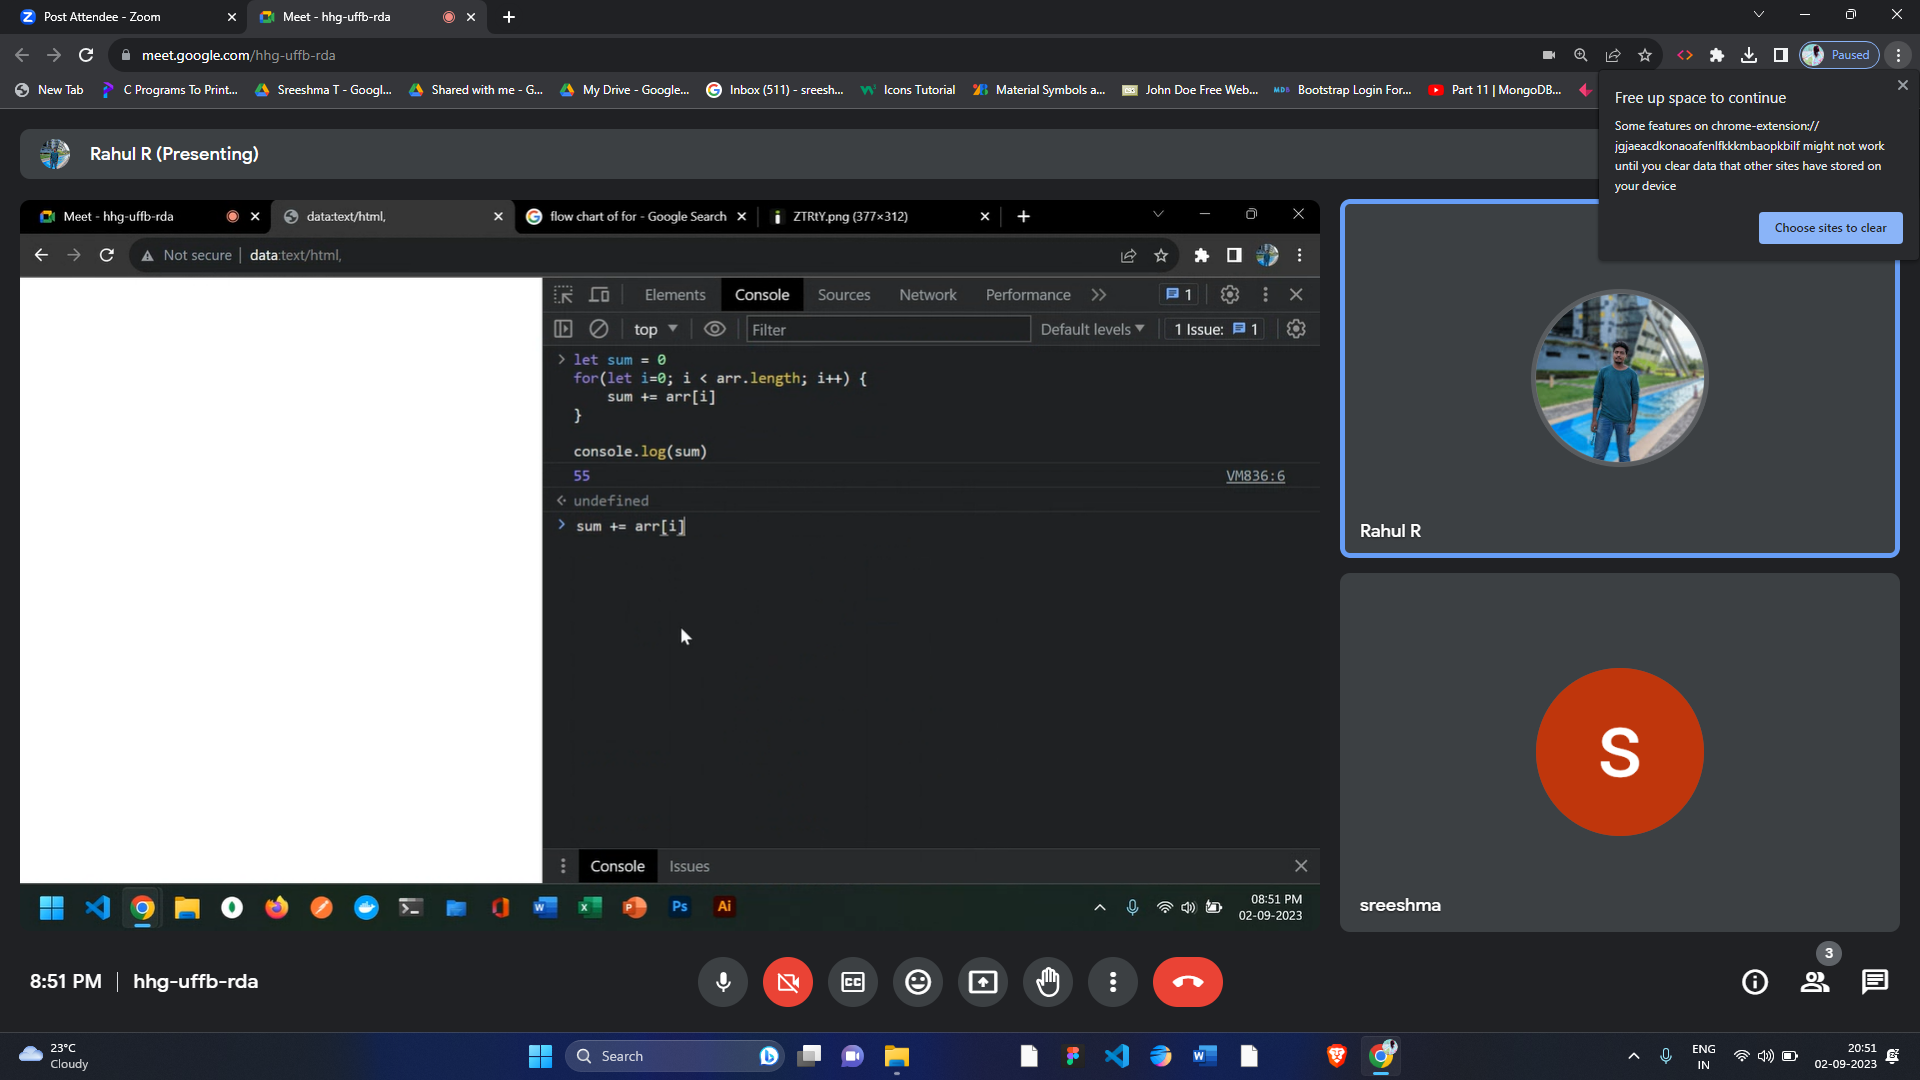 Post Attendee - Zoom
Meet - hhg-uffb-rda
meet.google.com/hhg-uffb-rda
Paused
New Tab
C Programs To Print...
Sreeshma T - Googl...
Shared with me - G...
My Drive - Google...
Inbox (511) - sreesh...
Icons Tutorial
Material Symbols a...
John Doe Free Web...
Bootstrap Login For...
Part 11 | MongoDB...
Free up space to continue
Some features on chrome-extension://
jgjaeacdkonaoafenlfkkkmbaopkbilf might not work
until you clear data that other sites have stored on
your device
Choose sites to clear
Rahul R (Presenting)
Meet - hhg-uffb-rda
data:text/html,
flow chart of for - Google Search
ZTRtY.png (377×312)
Not secure
data:text/html,
Elements
Console
Sources
Network
Performance
1
top
Filter
Default levels
1 Issue: 1
let sum = 0
for(let i=0; i < arr.length; i++) {
sum += arr[i]
}
console.log(sum)
55
VM836:6
undefined
sum += arr[i]
Rahul R
S
sreeshma
Console
Issues
Ps
Ai
08:51 PM
02-09-2023
8:51 PM
hhg-uffb-rda
CC
3
23°C
Cloudy
Search
ENG
IN
20:51
02-09-2023